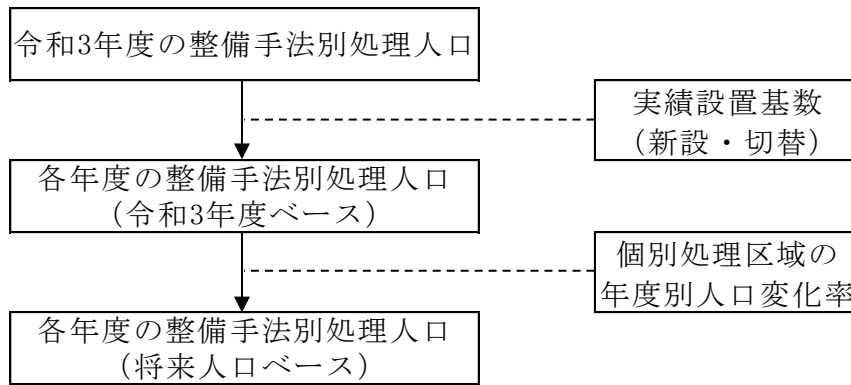 令和3年度の整備手法別処理人口
実績設置基数
（新設・切替）
各年度の整備手法別処理人口
（令和3年度ベース）
個別処理区域の
年度別人口変化率
各年度の整備手法別処理人口
（将来人口ベース）